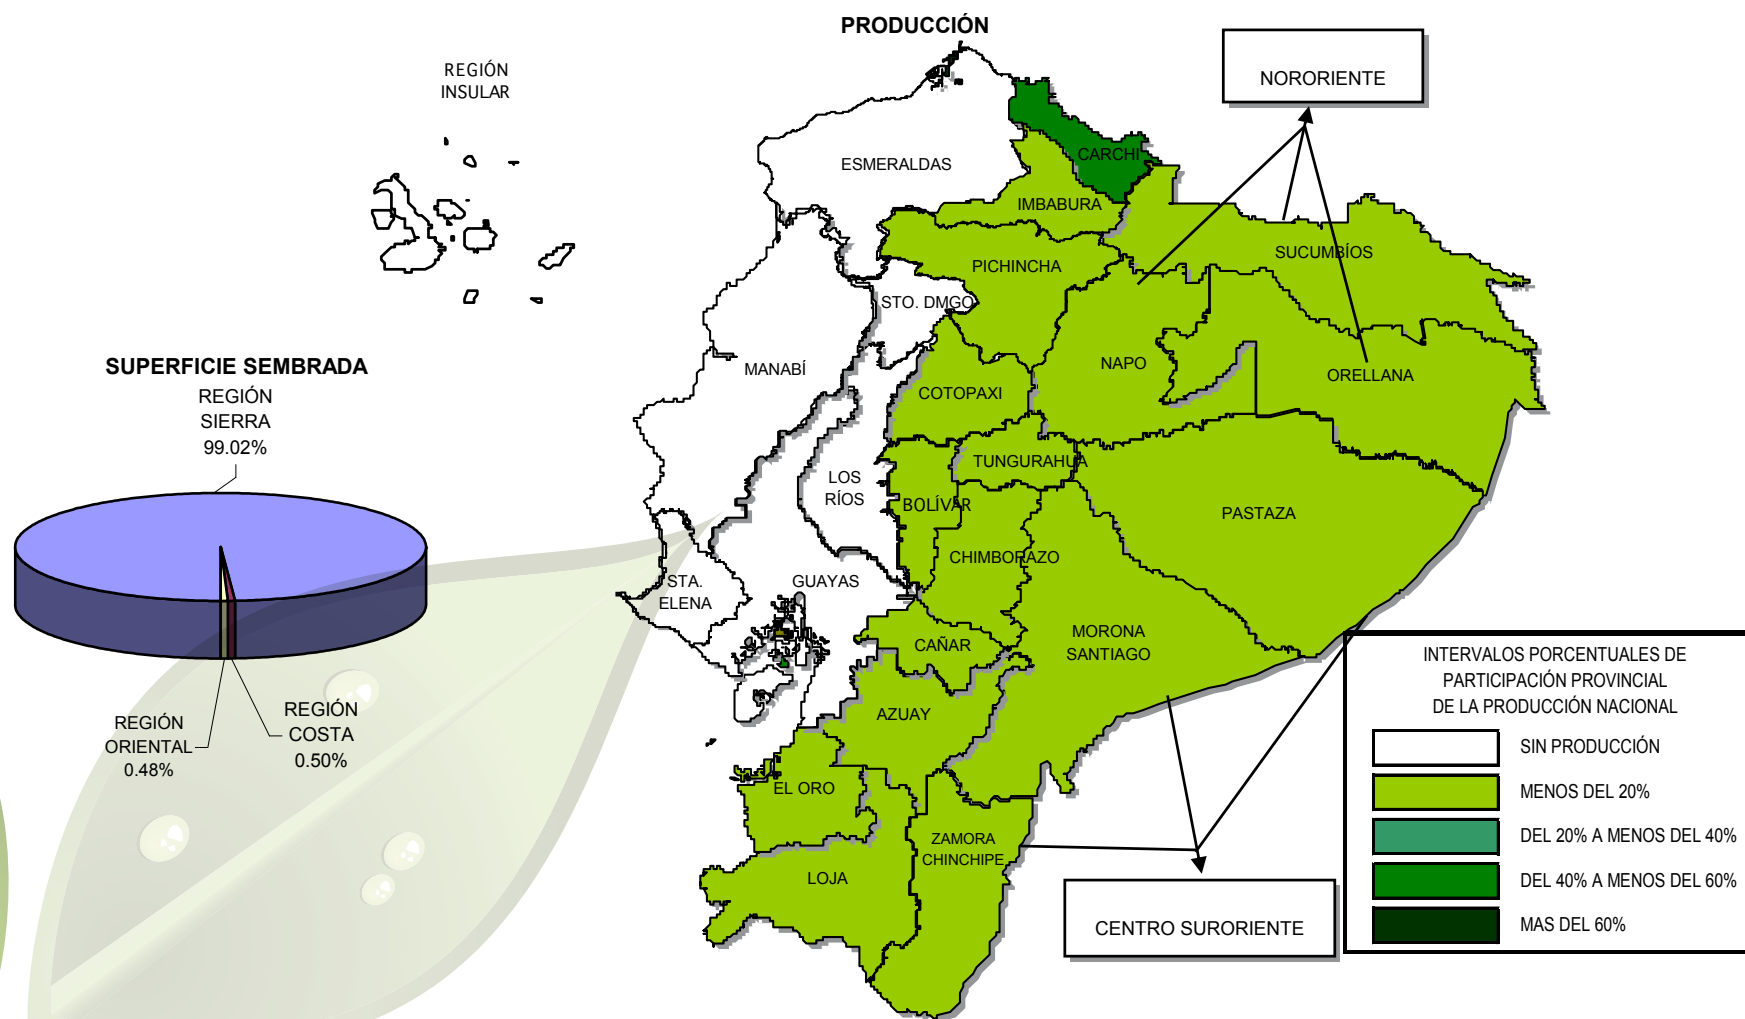 PRODUCCIÓN
REGIÓN
INSULAR
NORORIENTE
ESMERALDAS
CARCHI
IMBABURA
SUCUMBÍOS
PICHINCHA
STO. DMGO
MANABÍ
NAPO
ORELLANA
COTOPAXI
SUPERFICIE SEMBRADA
REGIÓN
SIERRA
99.02%
TUNGURAHUA
LOS
RÍOS
BOLÍVAR
PASTAZA
CHIMBORAZO
STA.
ELENA
GUAYAS
CAÑAR
MORONA
SANTIAGO
AZUAY
REGIÓN
ORIENTAL
0.48%
REGIÓN
COSTA
0.50%
EL ORO
ZAMORA
CHINCHIPE
LOJA
CENTRO SURORIENTE
INTERVALOS PORCENTUALES DE
PARTICIPACIÓN PROVINCIAL
DE LA PRODUCCIÓN NACIONAL
SIN PRODUCCIÓN
MENOS DEL 20%
DEL 20% A MENOS DEL 40%
DEL 40% A MENOS DEL 60%
MAS DEL 60%